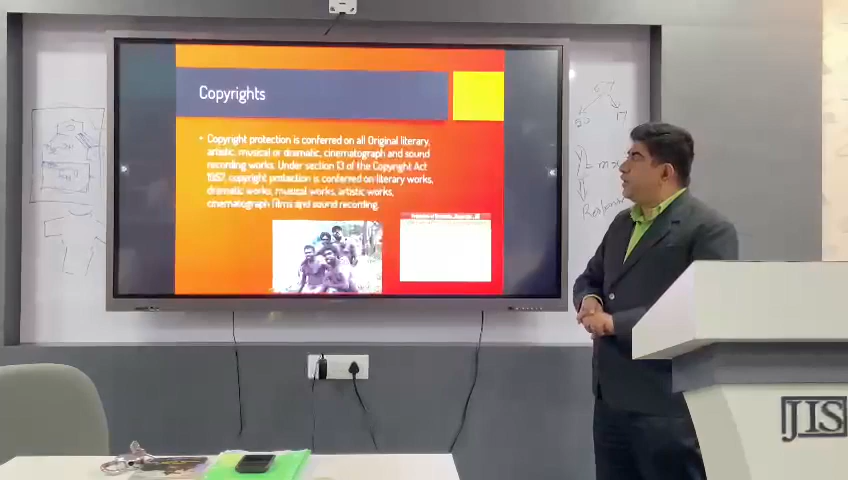 Copyrights
• Copyright protection is conferred on all Original literary,
artistic, musical or dramatic, cinematograph and sound
recording works. Under section 13 of the Copyright Act
1957, copyright protection is conferred on literary works,
dramatic works, musical works, artistic works,
cinematograph films and sound recording.
17
JIS